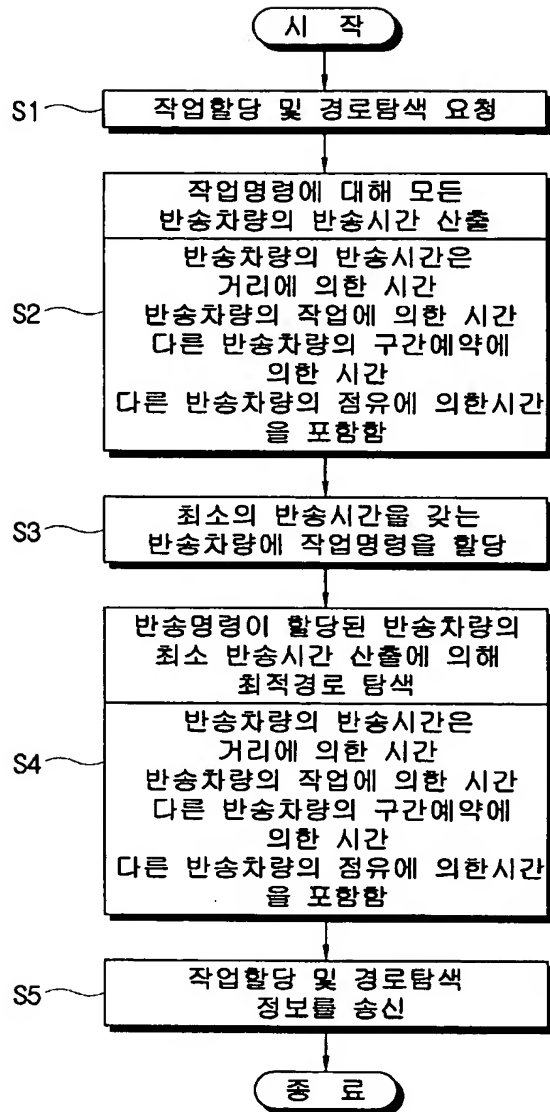 시 작
S1
작업할당 및 경로탐색 요청
작업명령에 대해 모든
반송차량의 반송시간 산출
S2
반송차량의 반송시간은
거리에 의한 시간
반송차량의 작업에 의한 시간
다른 반송차량의 구간예약에
의한 시간
다른 반송차량의 점유에 의한시간
을 포함함
S3
최소의 반송시간을 갖는
반송차량에 작업명령을 할당
반송명령이 할당된 반송차량의
최소 반송시간 산출에 의해
최적경로 탐색
S4
반송차량의 반송시간은
거리에 의한 시간
반송차량의 작업에 의한 시간
다른 반송차량의 구간예약에
의한 시간
다른 반송차량의 점유에 의한시간
을 포함함
S5
작업할당 및 경로탐색
정보를 송신
종 료